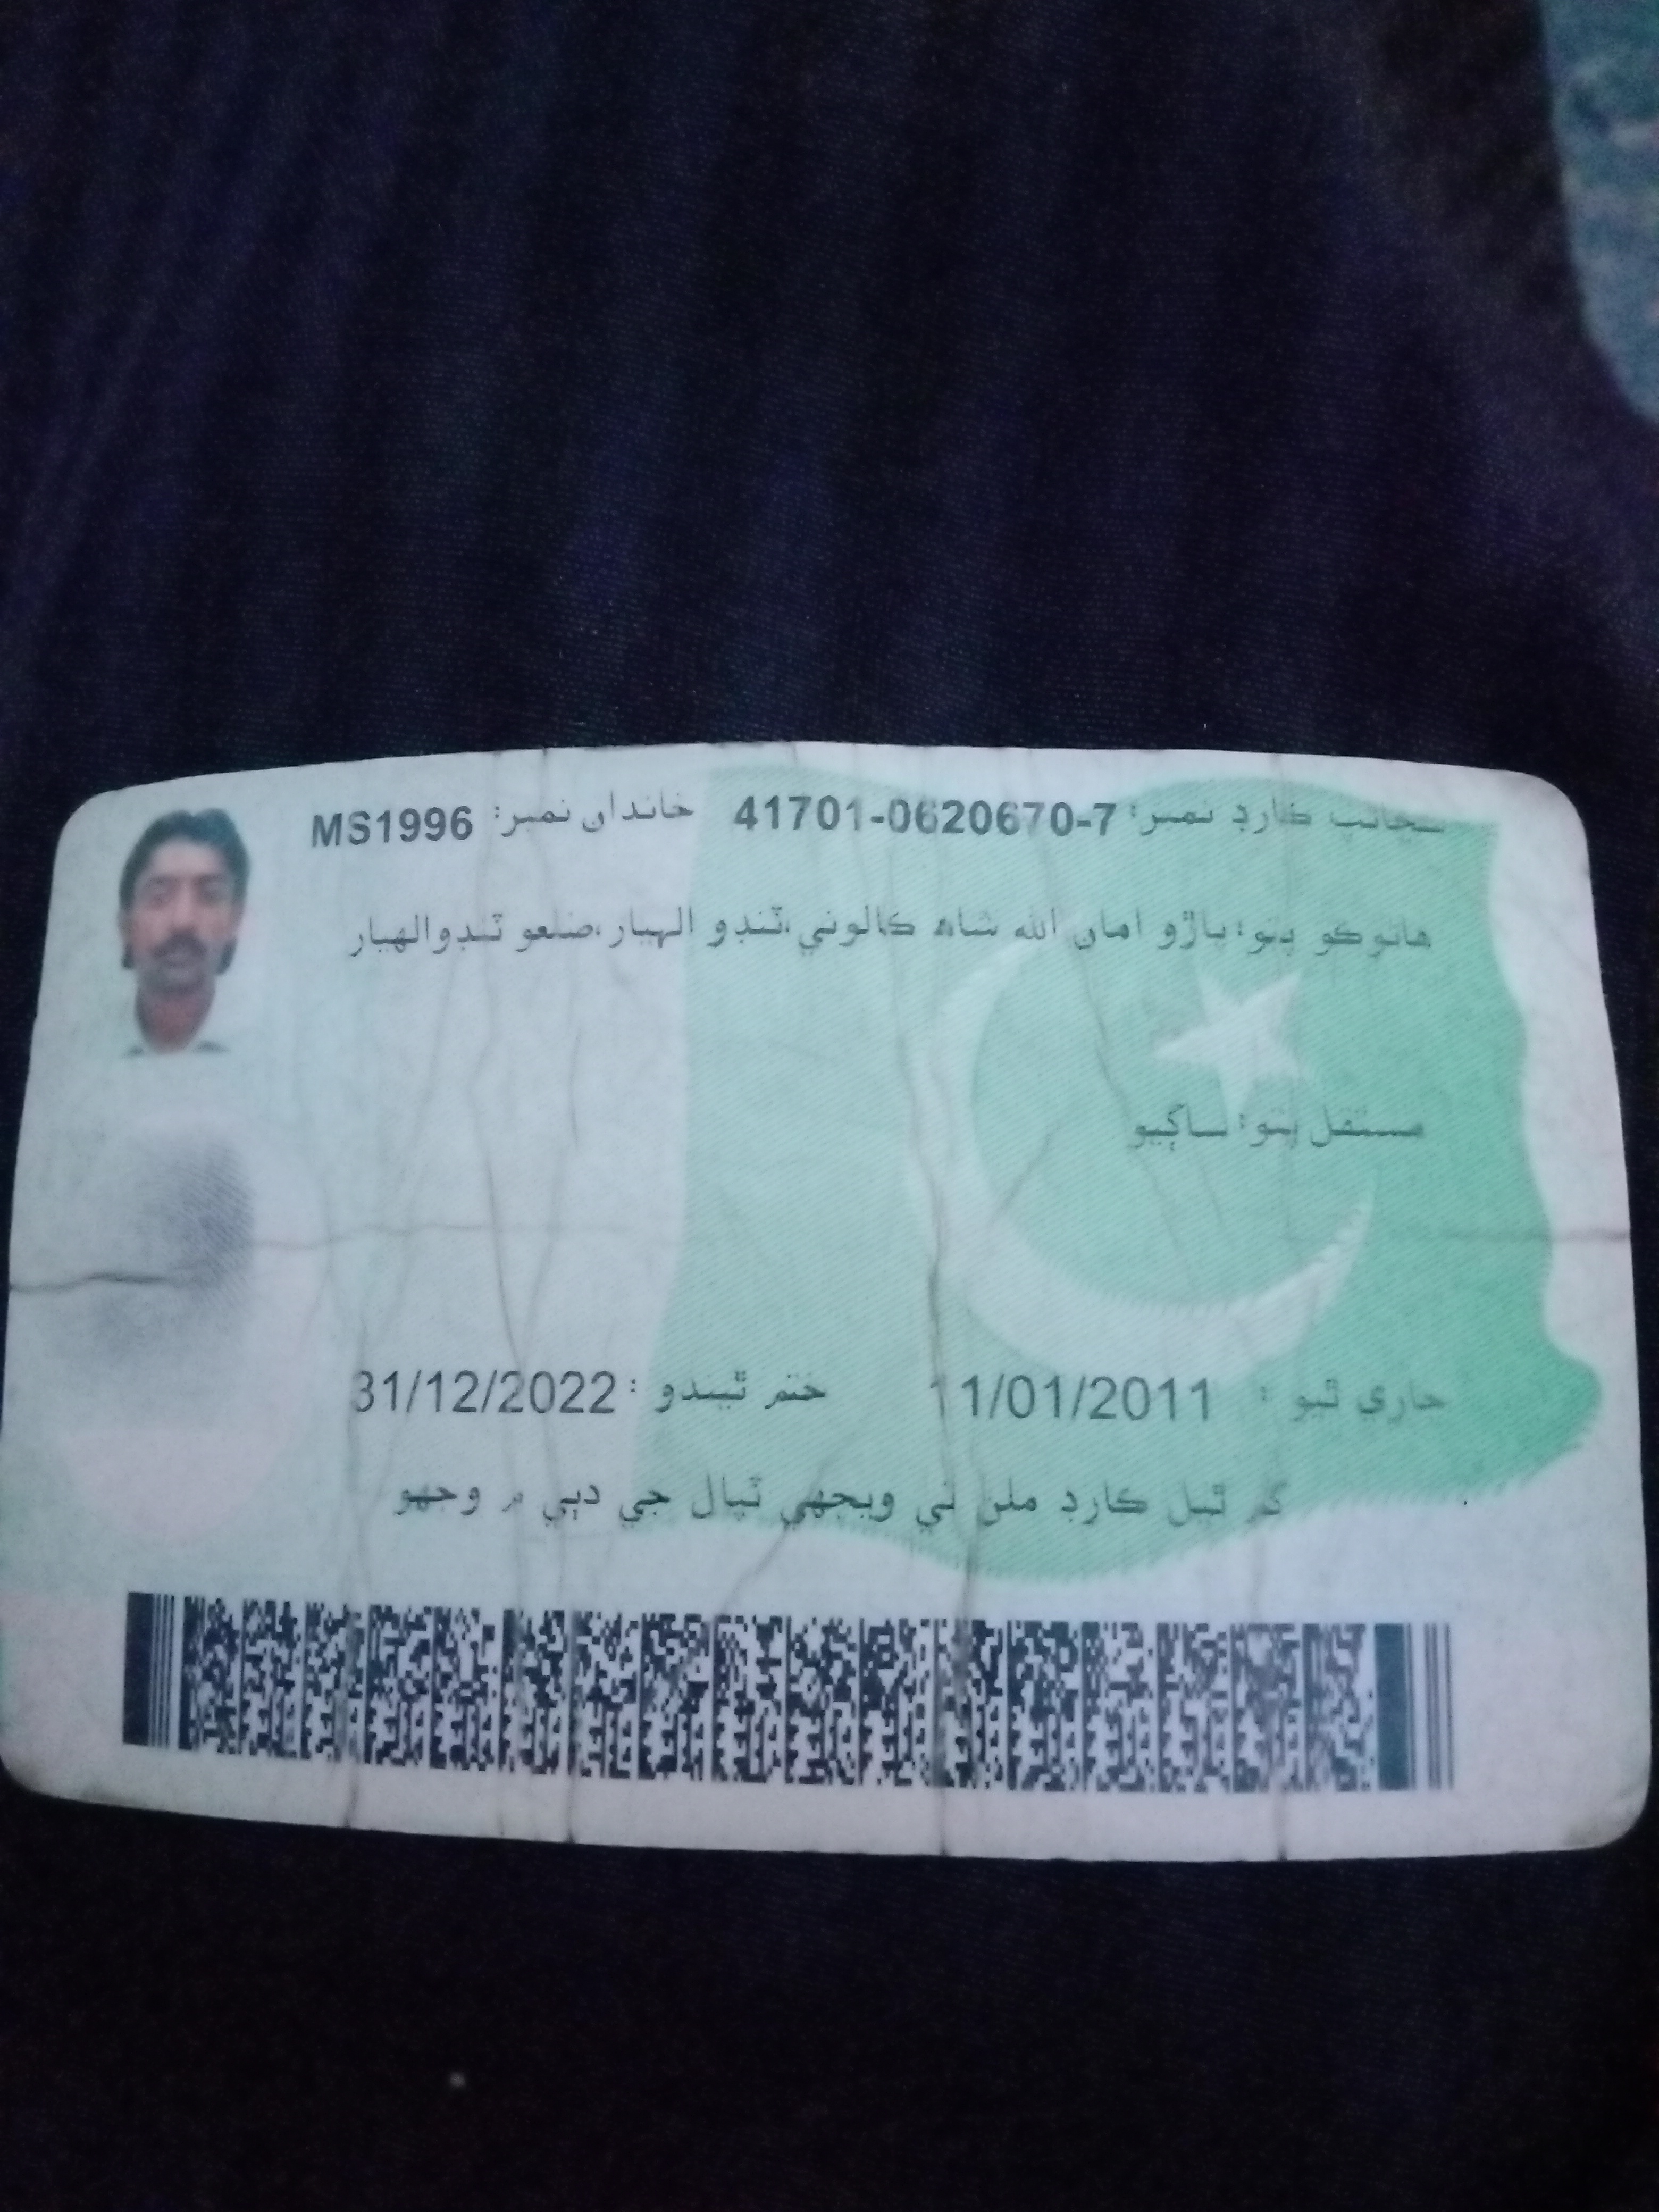 سڃاڻپ ڪارڊ نمبر: 41701-0620670-7 خاندان نمبر: MS1996
هاڻوڪو پتو: پاڙو امان الله شاھ ڪالوني،ٽنڊو الهيار،ضلعو ٽنڊوالهيار
مستقل پتو: ساڳيو
جاري ٿيو : 11/01/2011 ختم ٿيندو : 31/12/2022
گم ٿيل ڪارڊ ملڻ تي ويجهي ٽپال جي دٻي ۾ وجهو